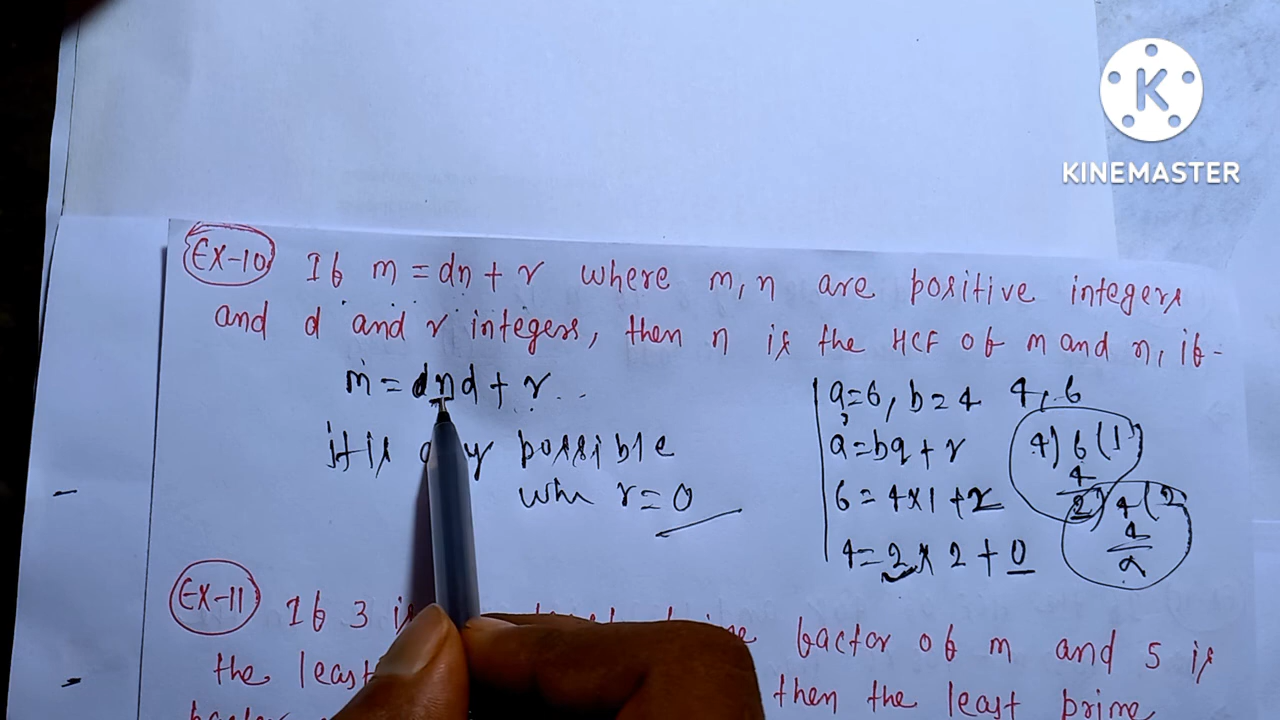 KINEMASTER
EX-10 If m = dn + r where m, n are positive integers
and d and r integers, then n is the HCF of m and n, if-
m = dnd + r
it is possible
r = 0
a=6, b=4 4, 6
a=bq+r
6=4×1+2
4=2×2+0
4) 6 (1
4
2) 4 (2
4
EX-11 If 3 is factor of m and 5 is
the least then the least prime